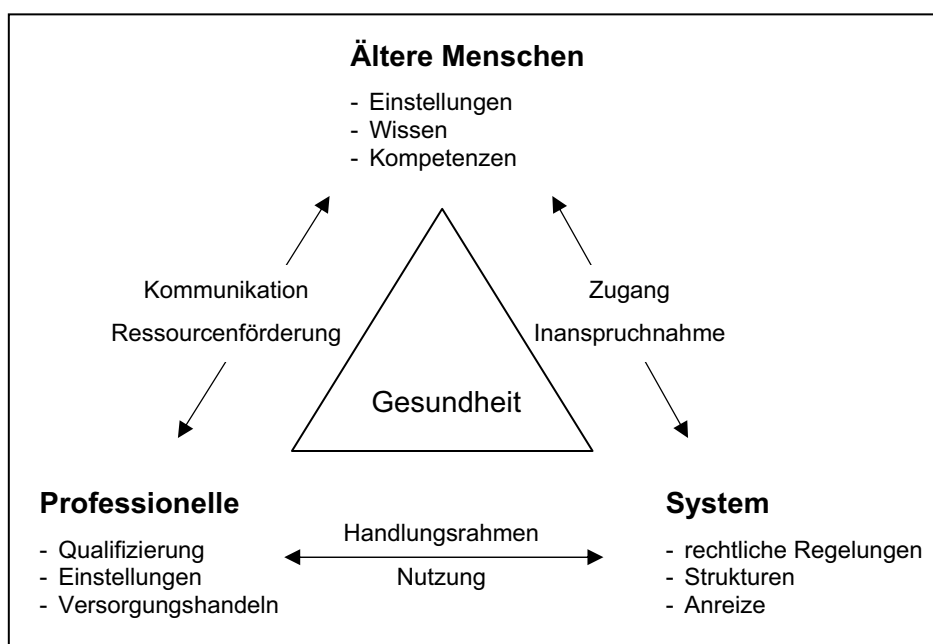 Ältere Menschen
- Einstellungen
- Wissen
- Kompetenzen
Kommunikation
Ressourcenförderung
Zugang
Inanspruchnahme
Gesundheit
Professionelle
- Qualifizierung
- Einstellungen
- Versorgungshandeln
Handlungsrahmen
Nutzung
System
- rechtliche Regelungen
- Strukturen
- Anreize